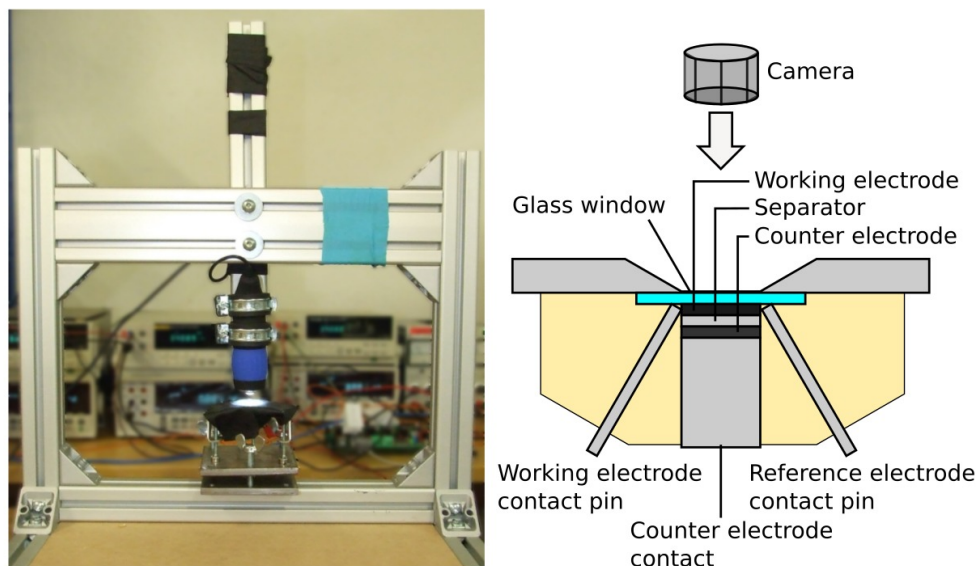 Camera
Working electrode
Separator
Counter electrode
Glass window
Working electrode
contact pin
Reference electrode
contact pin
Counter electrode
contact